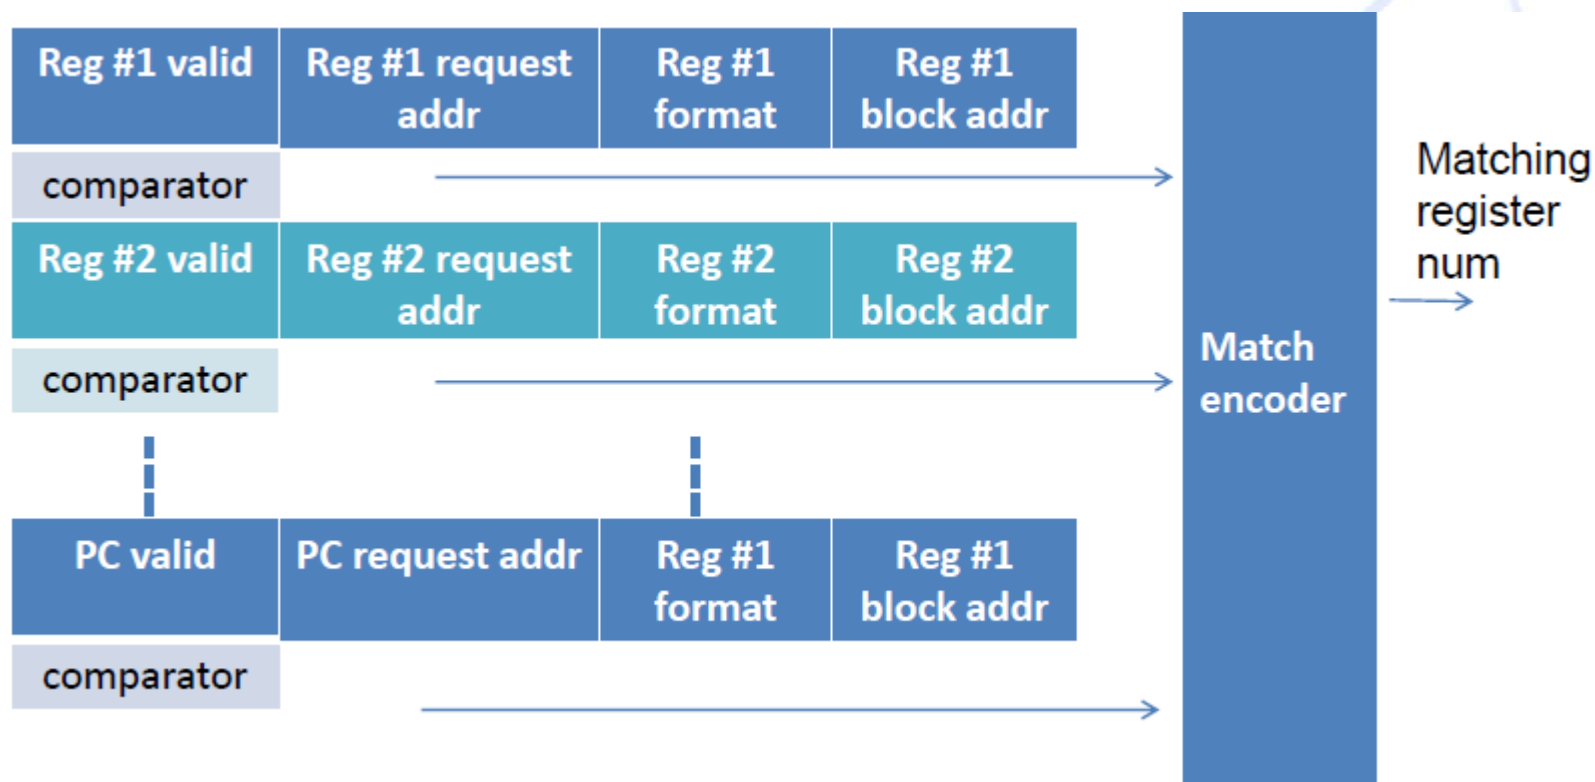 Reg #1 valid
Reg #1 request
addr
Reg #1
format
Reg #1
block addr
comparator
Reg #2 valid
Reg #2 request
addr
Reg #2
format
Reg #2
block addr
comparator
PC valid
PC request addr
Reg #1
format
Reg #1
block addr
comparator
Match
encoder
Matching
register
num